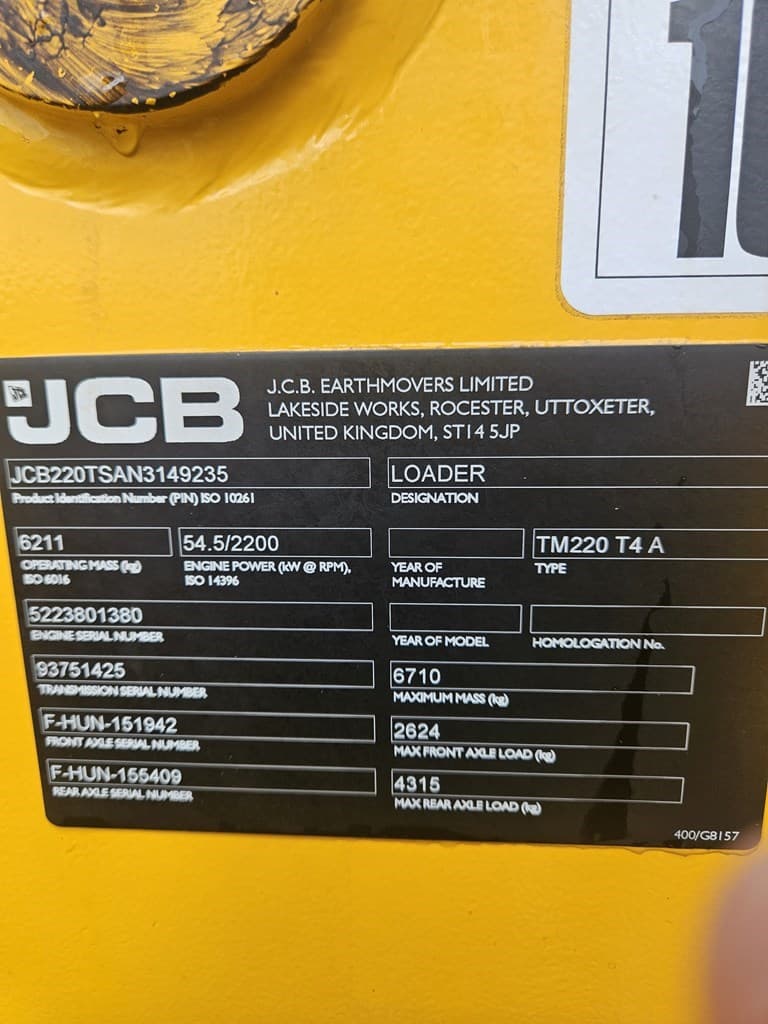 JCB
J.C.B. EARTHMOVERS LIMITED
LAKESIDE WORKS, ROCESTER, UTTOXETER,
UNITED KINGDOM, ST14 5JP
JCB220TSAN3149235
Product Identification Number (PIN) ISO 10261
LOADER
DESIGNATION
6211
OPERATING MASS (kg)
ISO 6016
54.5/2200
ENGINE POWER (kW @ RPM),
ISO 14396
YEAR OF
MANUFACTURE
TM220 T4 A
TYPE
5223801380
ENGINE SERIAL NUMBER
YEAR OF MODEL
HOMOLOGATION No.
93751425
TRANSMISSION SERIAL NUMBER
6710
MAXIMUM MASS (kg)
F-HUN-151942
FRONT AXLE SERIAL NUMBER
2624
MAX FRONT AXLE LOAD (kg)
F-HUN-155409
REAR AXLE SERIAL NUMBER
4315
MAX REAR AXLE LOAD (kg)
400/G8157